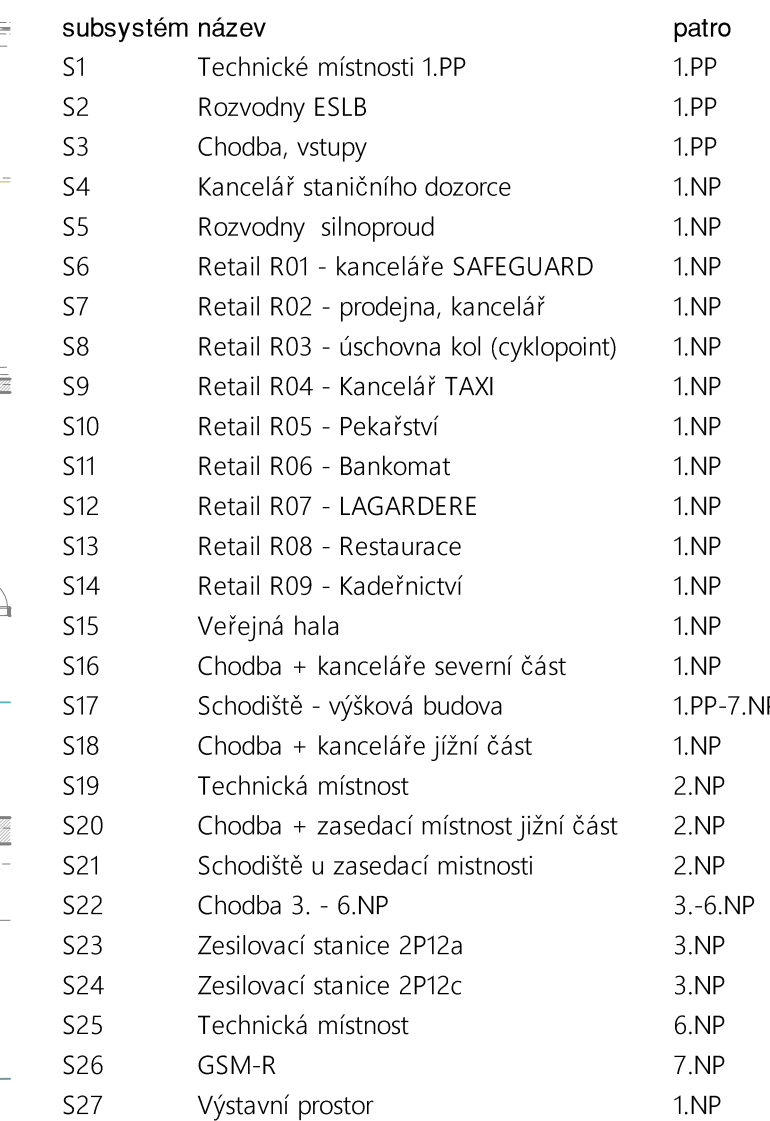 subsystém název patro
S1 Technické místnosti 1.PP 1.PP
S2 Rozvodny ESLB 1.PP
S3 Chodba, vstupy 1.PP
S4 Kancelář staničního dozorce 1.NP
S5 Rozvodny silnoproud 1.NP
S6 Retail R01 - kanceláře SAFEGUARD 1.NP
S7 Retail R02 - prodejna, kancelář 1.NP
S8 Retail R03 - úschovna kol (cyklopoint) 1.NP
S9 Retail R04 - Kancelář TAXI 1.NP
S10 Retail R05 - Pekařství 1.NP
S11 Retail R06 - Bankomat 1.NP
S12 Retail R07 - LAGARDERE 1.NP
S13 Retail R08 - Restaurace 1.NP
S14 Retail R09 - Kadeřnictví 1.NP
S15 Veřejná hala 1.NP
S16 Chodba + kanceláře severní část 1.NP
S17 Schodiště - výšková budova 1.PP-7.NP
S18 Chodba + kanceláře jížní část 1.NP
S19 Technická místnost 2.NP
S20 Chodba + zasedací místnost jižní část 2.NP
S21 Schodiště u zasedací mistnosti 2.NP
S22 Chodba 3. - 6.NP 3.-6.NP
S23 Zesilovací stanice 2P12a 3.NP
S24 Zesilovací stanice 2P12c 3.NP
S25 Technická místnost 6.NP
S26 GSM-R 7.NP
S27 Výstavní prostor 1.NP